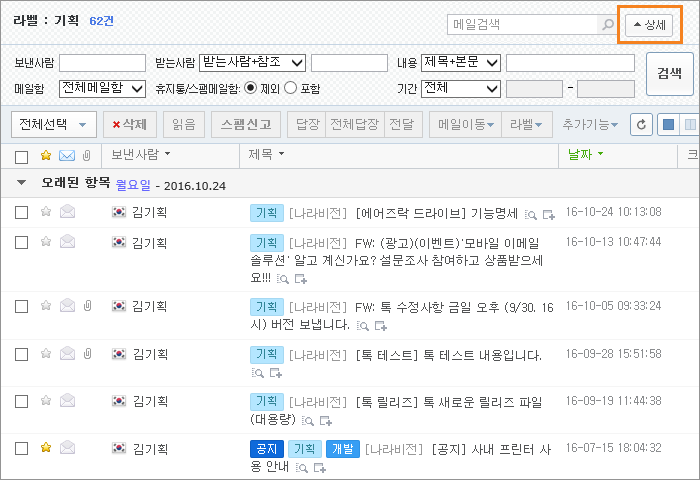 라벨 : 기획 62건
메일검색
상세
보낸사람 받는사람 받는사람+참조 내용 제목+본문
검색
메일함 전체메일함 휴지통/스팸메일함: 제외 포함 기간 전체 –
전체선택 삭제 읽음 스팸신고 답장 전체답장 전달 메일이동 라벨 추가기능
보낸사람 제목 날짜 크
오래된 항목 월요일 - 2016.10.24
김기획 기획 [나라비전] [에어즈락 드라이브] 기능명세 16-10-24 10:13:08
김기획 기획 [나라비전] FW: (광고)(이벤트)'모바일 이메일 16-10-13 10:47:44
솔루션' 알고 계신가요? 설문조사 참여하고 상품받으세
요!!!
김기획 기획 [나라비전] FW: 톡 수정사항 금일 오후 (9/30, 16 16-10-05 09:33:24
시) 버전 보냅니다.
김기획 기획 [나라비전] [톡 테스트] 톡 테스트 내용입니다. 16-09-28 15:51:58
김기획 기획 [나라비전] [톡 릴리즈] 톡 새로운 릴리즈 파일 16-09-19 11:44:38
(대용량)
김기획 공지 기획 개발 [나라비전] [공지] 사내 프린터 사 16-07-15 18:04:32
용 안내